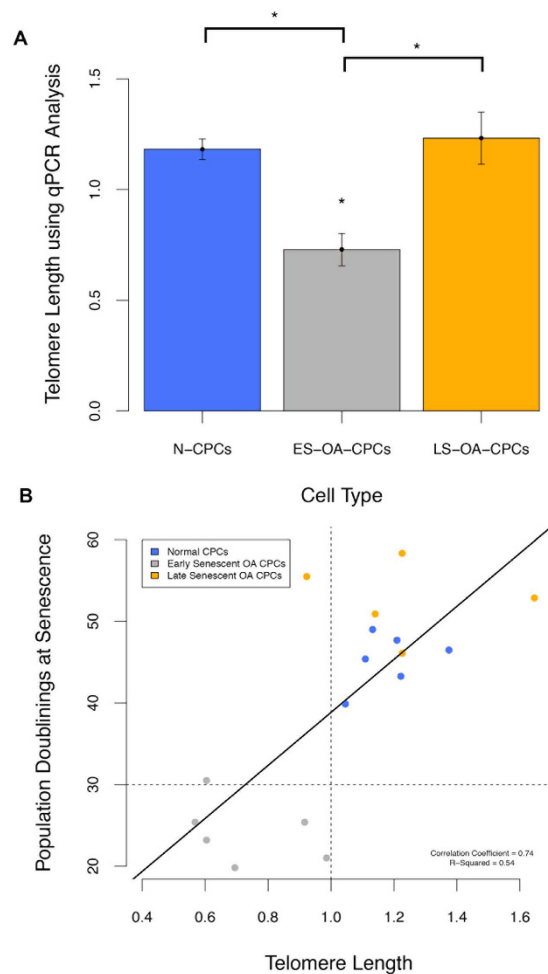 A
*
*
*
Telomere Length using qPCR Analysis
1.5
1.0
0.5
0.0
N−CPCs
ES−OA−CPCs
LS−OA−CPCs
Cell Type
B
Population Doublinings at Senescence
60
50
40
30
20
Normal CPCs
Early Senescent OA CPCs
Late Senescent OA CPCs
Correlation Coefficient = 0.74
R−Squared = 0.54
0.4
0.6
0.8
1.0
1.2
1.4
1.6
Telomere Length